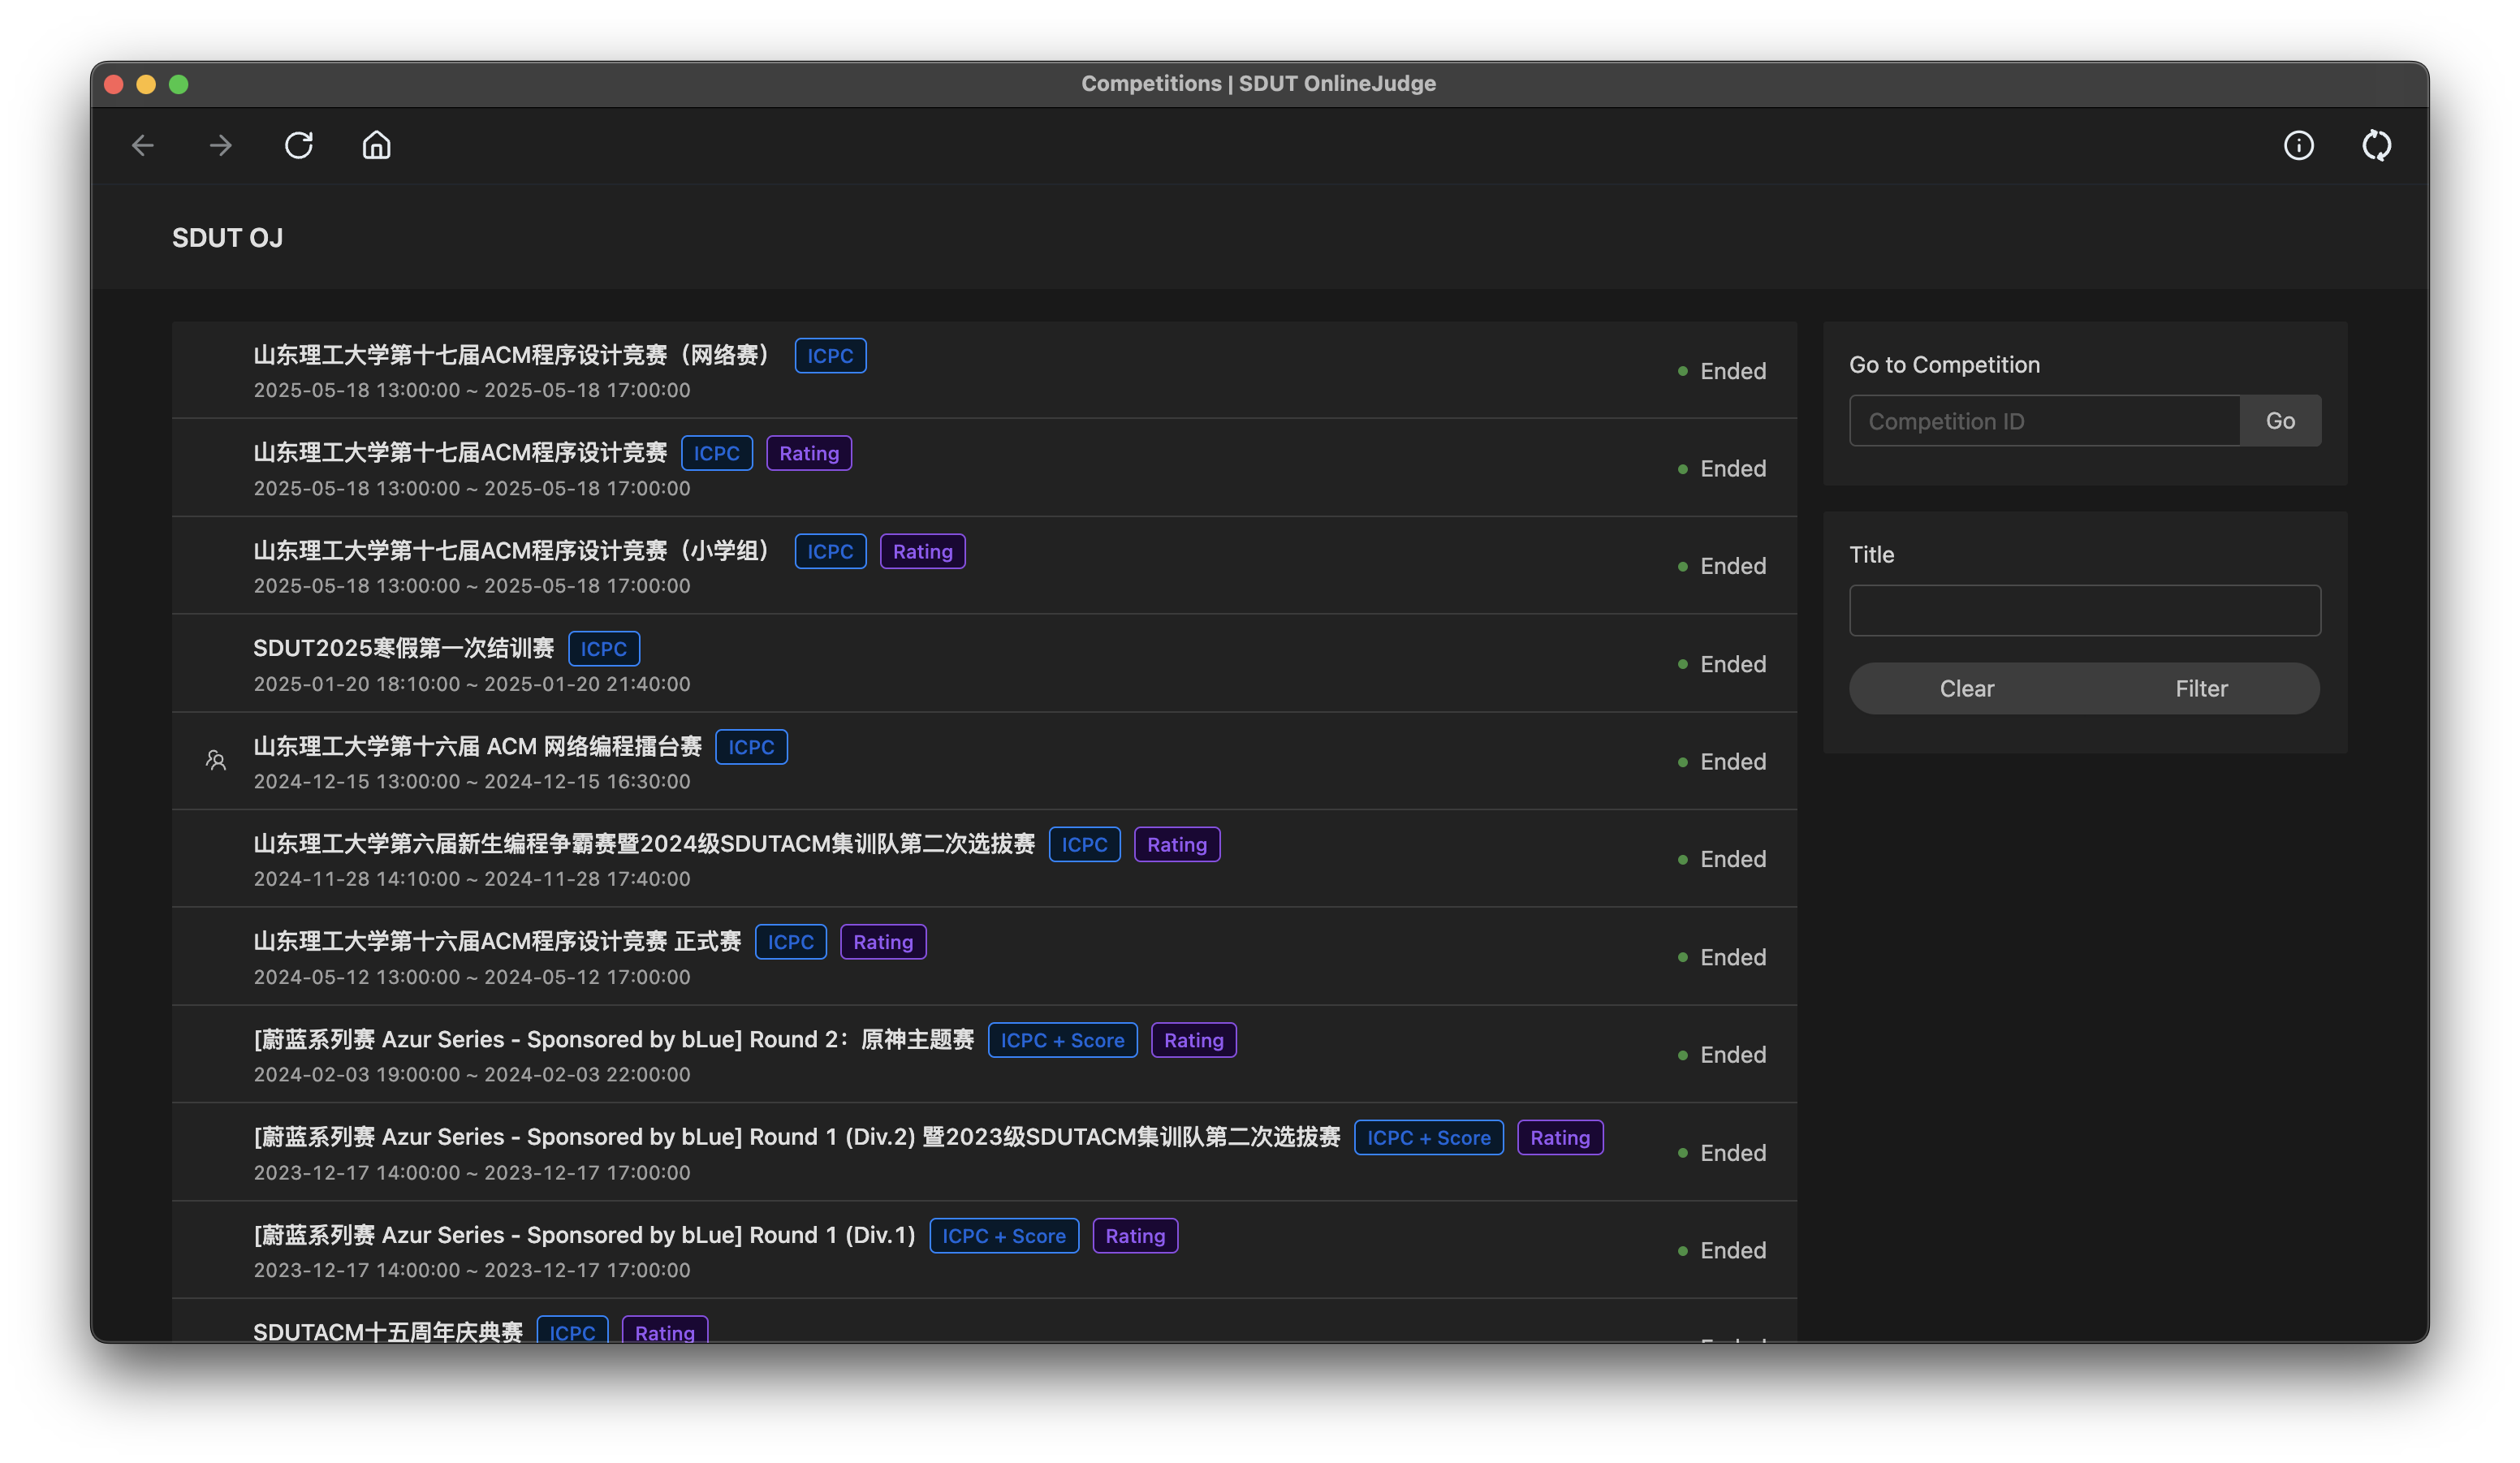 Competitions | SDUT OnlineJudge
SDUT OJ
山东理工大学第十七届ACM程序设计竞赛（网络赛） ICPC
2025-05-18 13:00:00 ~ 2025-05-18 17:00:00
Ended
山东理工大学第十七届ACM程序设计竞赛 ICPC Rating
2025-05-18 13:00:00 ~ 2025-05-18 17:00:00
Ended
山东理工大学第十七届ACM程序设计竞赛（小学组） ICPC Rating
2025-05-18 13:00:00 ~ 2025-05-18 17:00:00
Ended
SDUT2025寒假第一次结训赛 ICPC
2025-01-20 18:10:00 ~ 2025-01-20 21:40:00
Ended
山东理工大学第十六届 ACM 网络编程擂台赛 ICPC
2024-12-15 13:00:00 ~ 2024-12-15 16:30:00
Ended
山东理工大学第六届新生编程争霸赛暨2024级SDUTACM集训队第二次选拔赛 ICPC Rating
2024-11-28 14:10:00 ~ 2024-11-28 17:40:00
Ended
山东理工大学第十六届ACM程序设计竞赛 正式赛 ICPC Rating
2024-05-12 13:00:00 ~ 2024-05-12 17:00:00
Ended
[蔚蓝系列赛 Azur Series - Sponsored by bLue] Round 2：原神主题赛 ICPC + Score Rating
2024-02-03 19:00:00 ~ 2024-02-03 22:00:00
Ended
[蔚蓝系列赛 Azur Series - Sponsored by bLue] Round 1 (Div.2) 暨2023级SDUTACM集训队第二次选拔赛 ICPC + Score Rating
2023-12-17 14:00:00 ~ 2023-12-17 17:00:00
Ended
[蔚蓝系列赛 Azur Series - Sponsored by bLue] Round 1 (Div.1) ICPC + Score Rating
2023-12-17 14:00:00 ~ 2023-12-17 17:00:00
Ended
SDUTACM十五周年庆典赛 ICPC Rating
Go to Competition
Competition ID Go
Title
Clear Filter